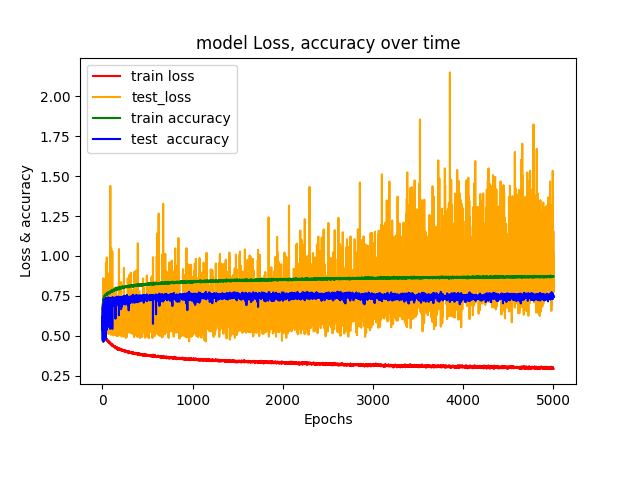 model Loss, accuracy over time
train loss
test_loss
train accuracy
test  accuracy
Loss & accuracy
2.00
1.75
1.50
1.25
1.00
0.75
0.50
0.25
0 1000 2000 3000 4000 5000
Epochs